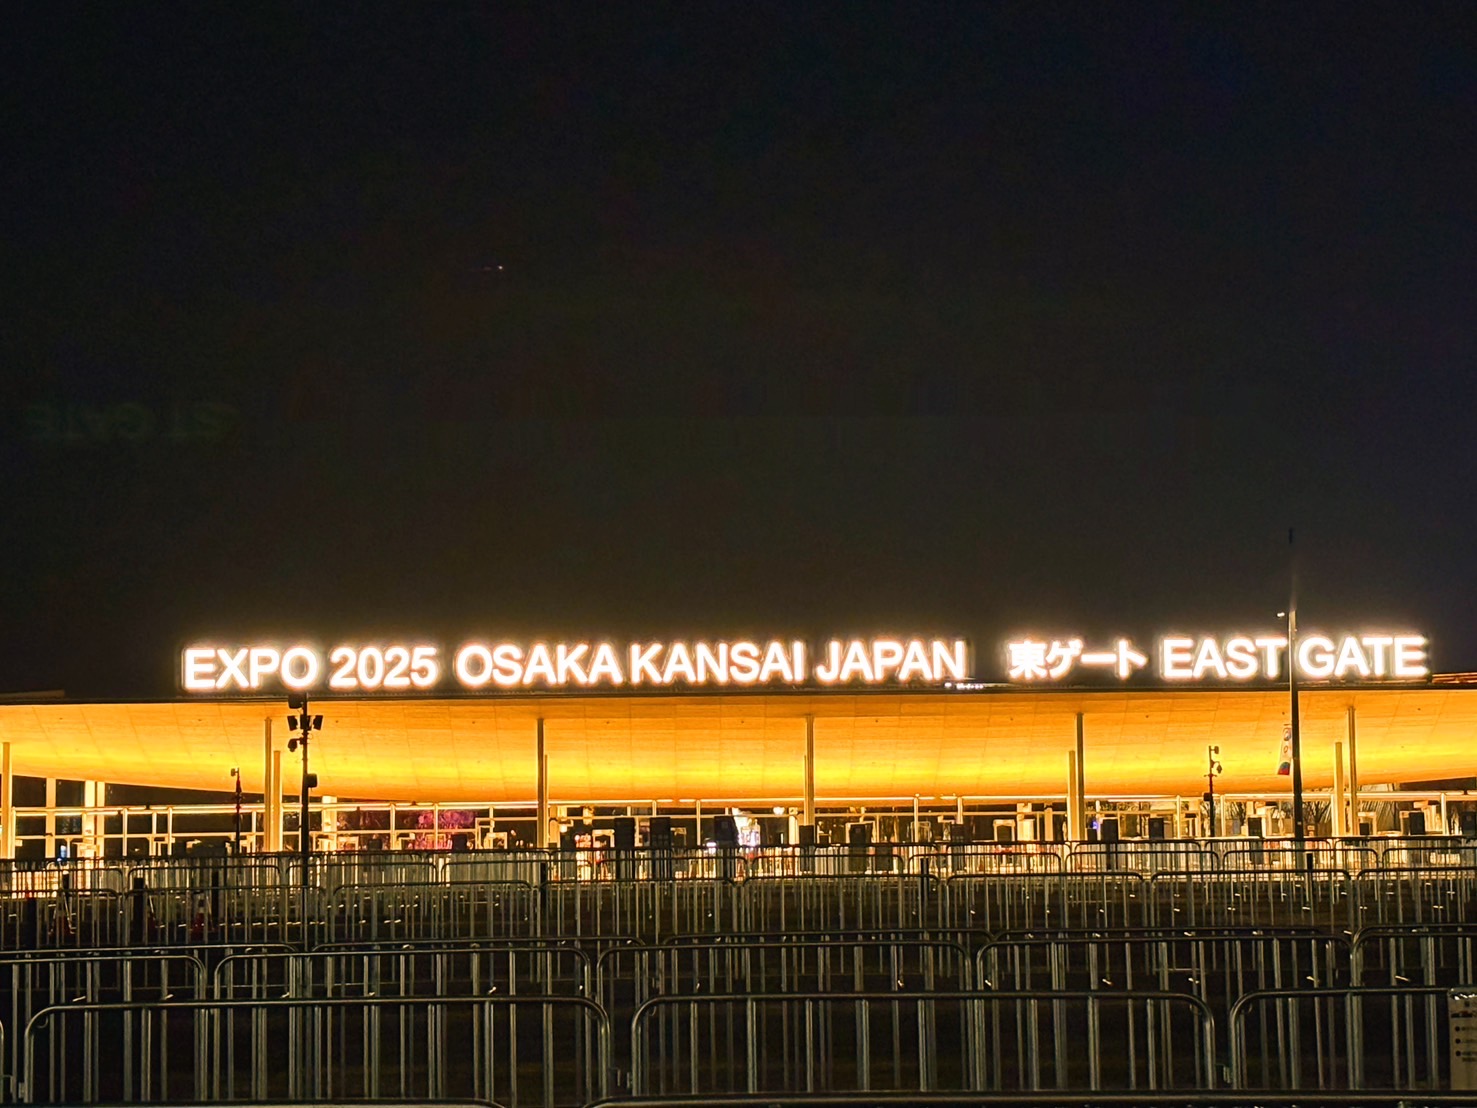 EXPO 2025 OSAKA KANSAI JAPAN 東ゲート EAST GATE